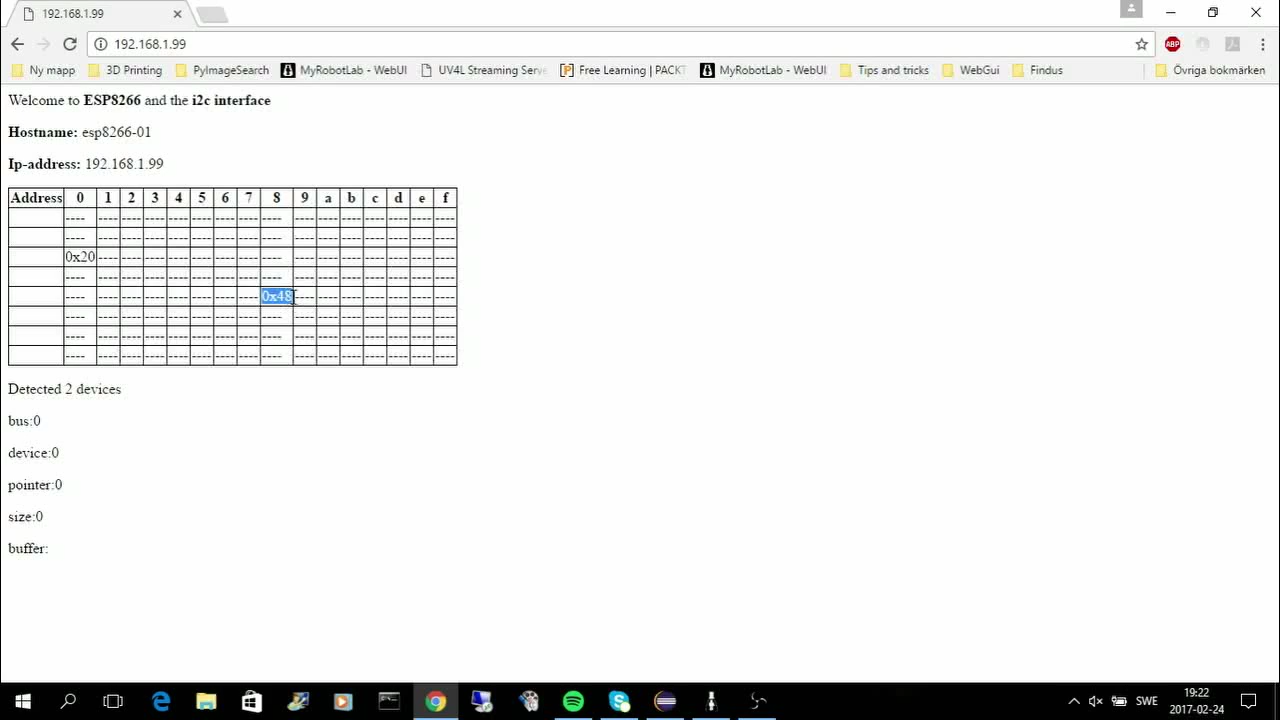 192.168.1.99
192.168.1.99
Ny mapp 3D Printing PyImageSearch MyRobotLab - WebUI UV4L Streaming Serve Free Learning | PACKT MyRobotLab - WebUI Tips and tricks WebGui Findus Övriga bokmärken
Welcome to ESP8266 and the i2c interface
Hostname: esp8266-01
Ip-address: 192.168.1.99
Address 0 1 2 3 4 5 6 7 8 9 a b c d e f
---- ---- ---- ---- ---- ---- ---- ---- ---- ---- ---- ---- ---- ---- ---- ----
---- ---- ---- ---- ---- ---- ---- ---- ---- ---- ---- ---- ---- ---- ---- ----
0x20 ---- ---- ---- ---- ---- ---- ---- ---- ---- ---- ---- ---- ---- ---- ----
---- ---- ---- ---- ---- ---- ---- ---- ---- ---- ---- ---- ---- ---- ---- ----
---- ---- ---- ---- ---- ---- ---- ---- 0x48 ---- ---- ---- ---- ---- ---- ----
---- ---- ---- ---- ---- ---- ---- ---- ---- ---- ---- ---- ---- ---- ---- ----
---- ---- ---- ---- ---- ---- ---- ---- ---- ---- ---- ---- ---- ---- ---- ----
---- ---- ---- ---- ---- ---- ---- ---- ---- ---- ---- ---- ---- ---- ---- ----
Detected 2 devices
bus:0
device:0
pointer:0
size:0
buffer:
ABP
SWE
19:22
2017-02-24